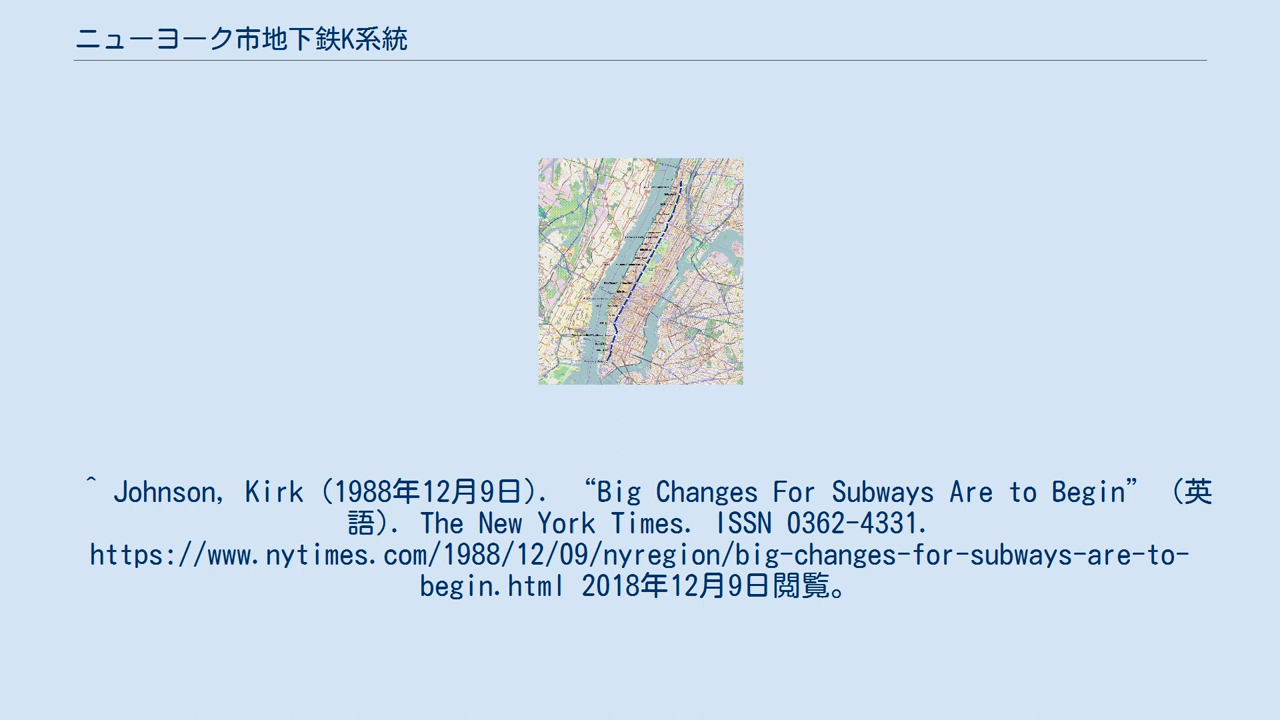 ニューヨーク市地下鉄K系統
^ Johnson, Kirk (1988年12月9日). “Big Changes For Subways Are to Begin” (英
語). The New York Times. ISSN 0362-4331.
https://www.nytimes.com/1988/12/09/nyregion/big-changes-for-subways-are-to-
begin.html 2018年12月9日閲覧。